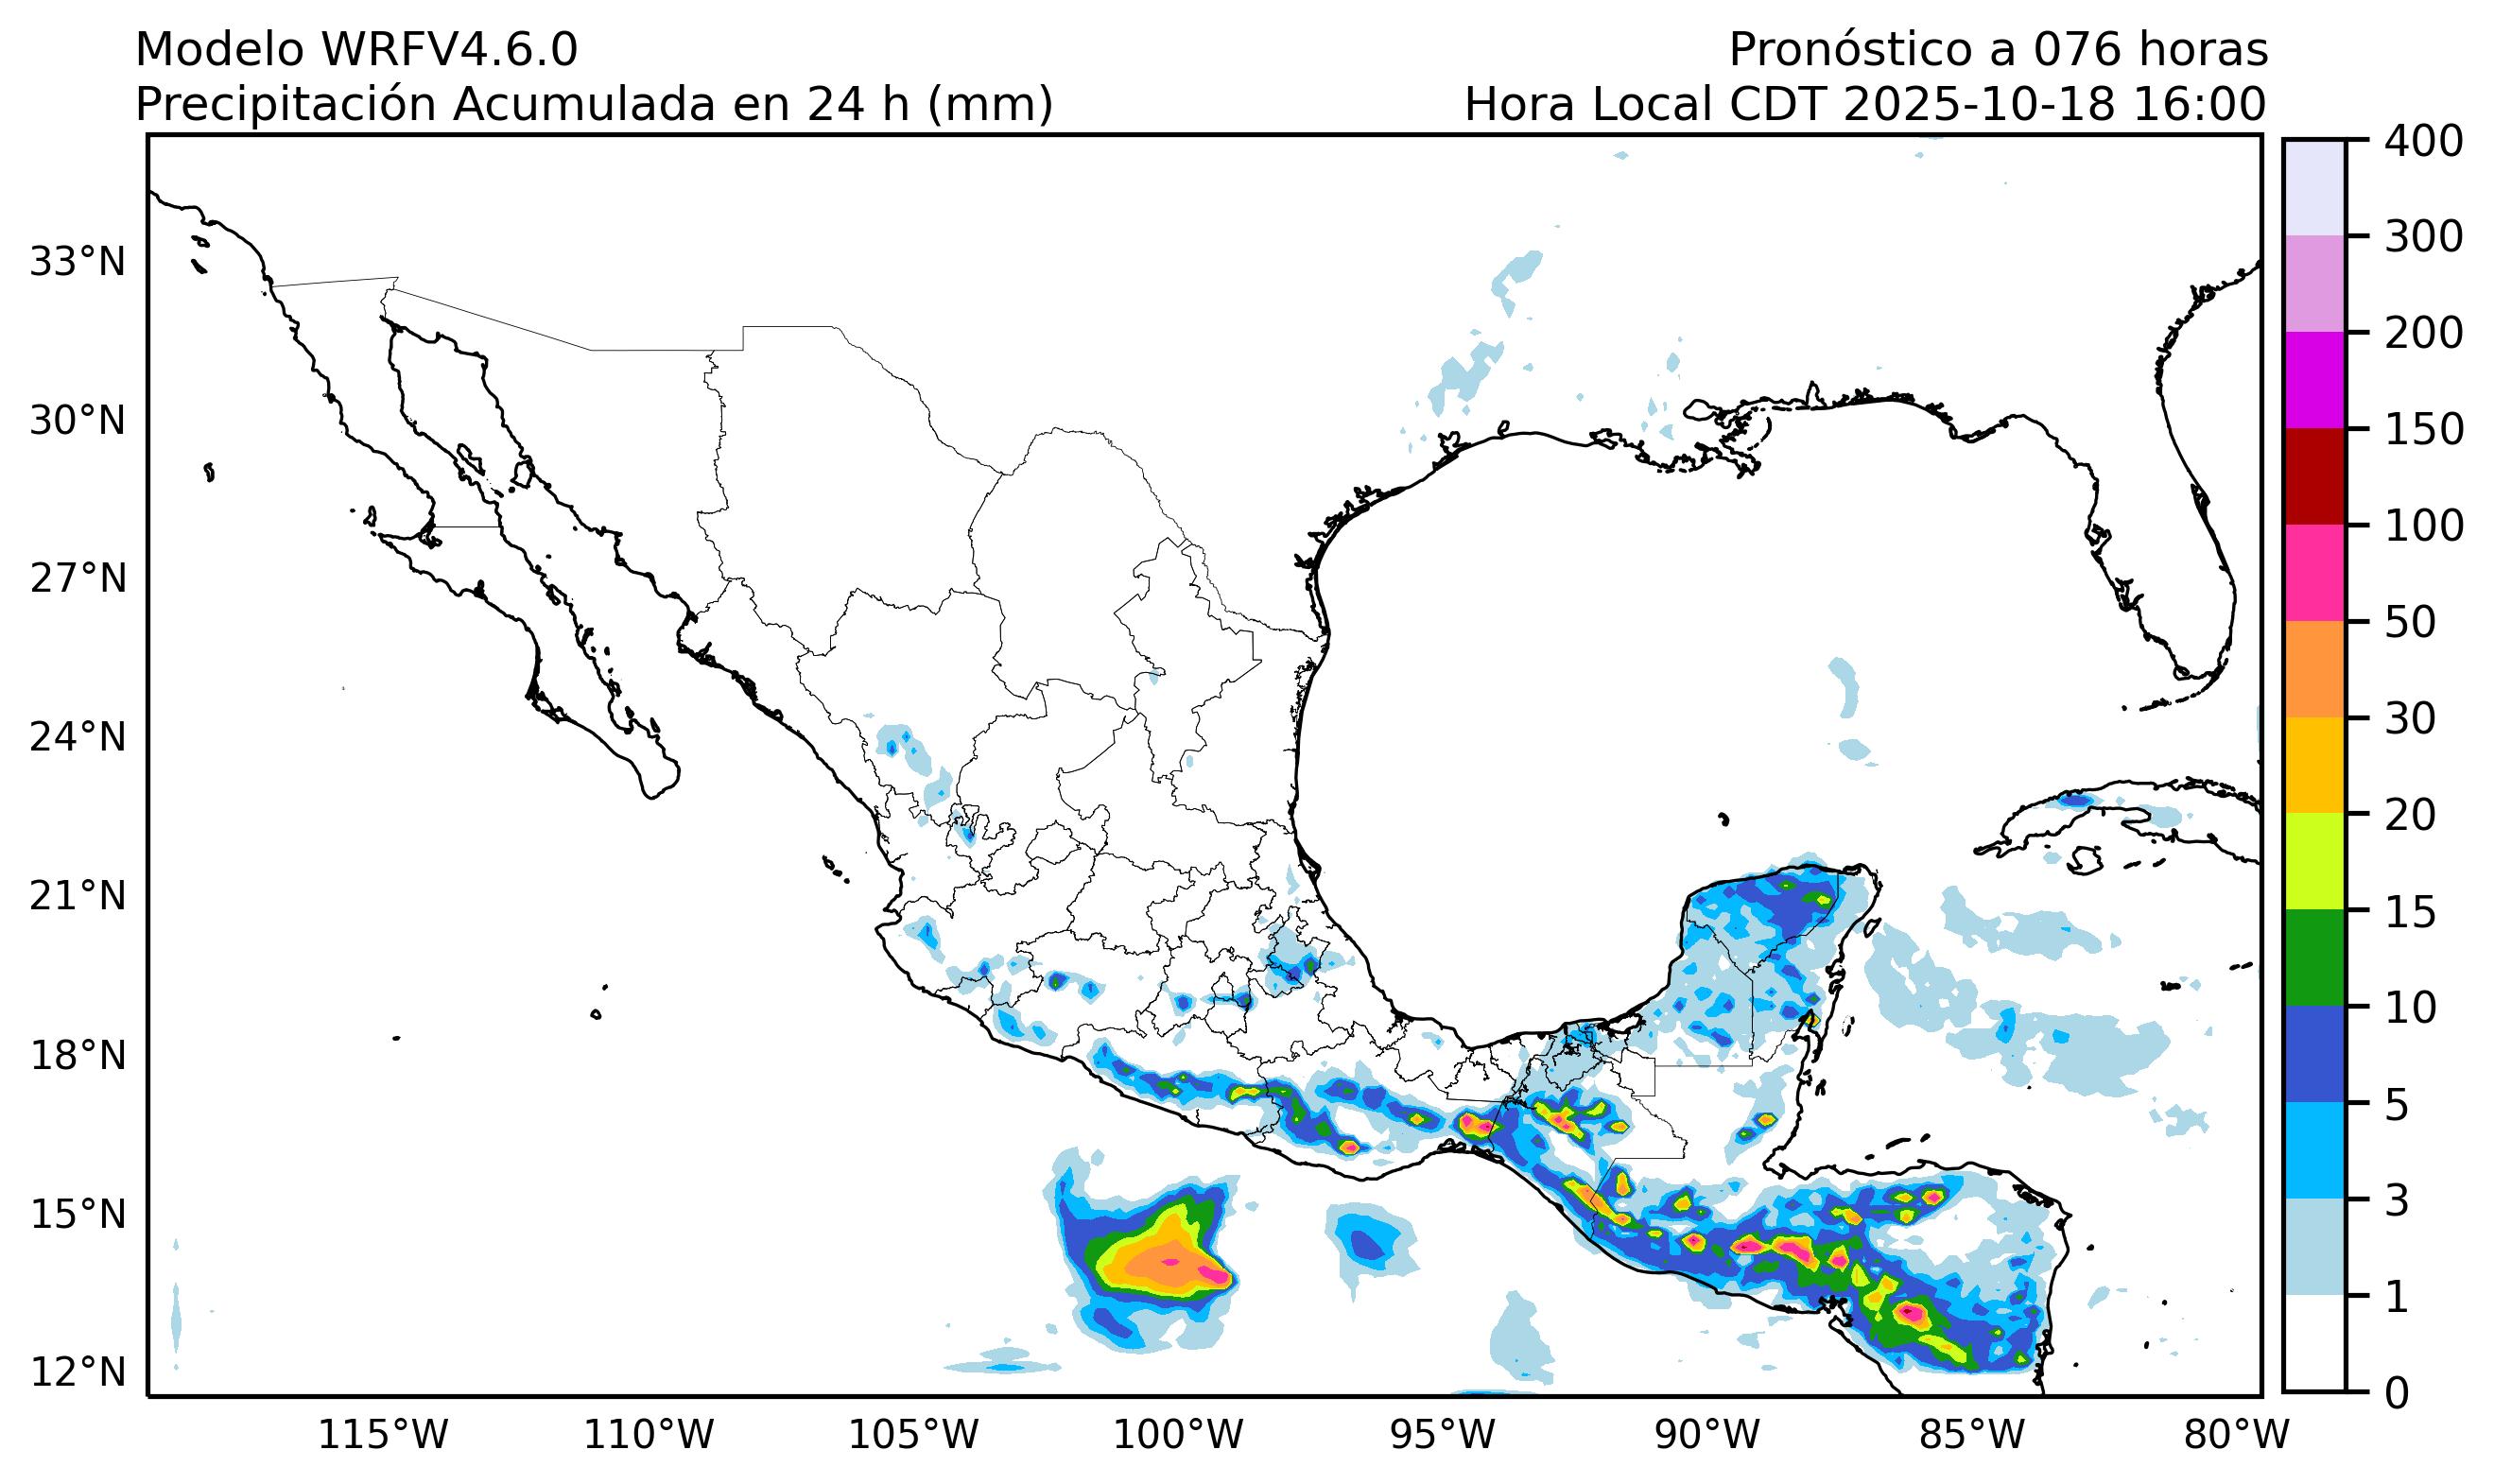 Modelo WRFV4.6.0
Pronóstico a 076 horas
Precipitación Acumulada en 24 h (mm)
Hora Local CDT 2025-10-18 16:00
400
300
200
150
100
50
30
20
15
10
5
3
1
0
33°N
30°N
27°N
24°N
21°N
18°N
15°N
12°N
115°W
110°W
105°W
100°W
95°W
90°W
85°W
80°W